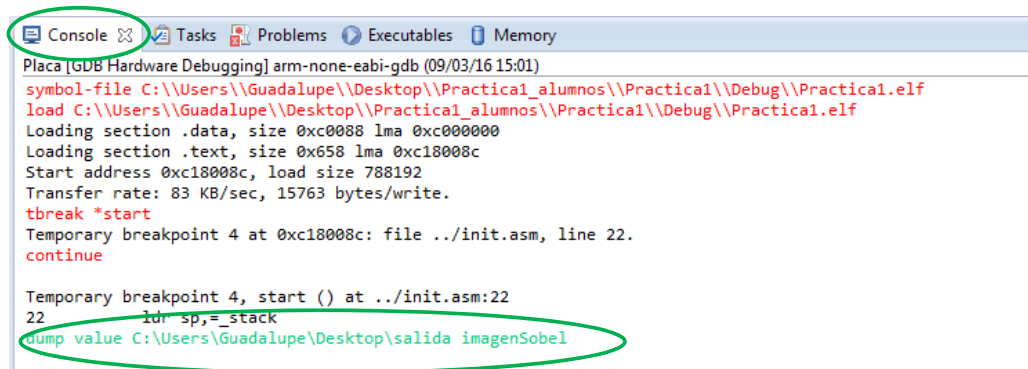 Console Tasks Problems Executables Memory
Placa [GDB Hardware Debugging] arm-none-eabi-gdb (09/03/16 15:01)
symbol-file C:\\Users\\Guadalupe\\Desktop\\Practica1_alumnos\\Practica1\\Debug\\Practica1.elf
load C:\\Users\\Guadalupe\\Desktop\\Practica1_alumnos\\Practica1\\Debug\\Practica1.elf
Loading section .data, size 0xc0088 lma 0xc000000
Loading section .text, size 0x658 lma 0xc18008c
Start address 0xc18008c, load size 788192
Transfer rate: 83 KB/sec, 15763 bytes/write.
tbreak *start
Temporary breakpoint 4 at 0xc18008c: file ../init.asm, line 22.
continue
Temporary breakpoint 4, start () at ../init.asm:22
22 ldr sp,=_stack
dump value C:\Users\Guadalupe\Desktop\salida imagenSobel